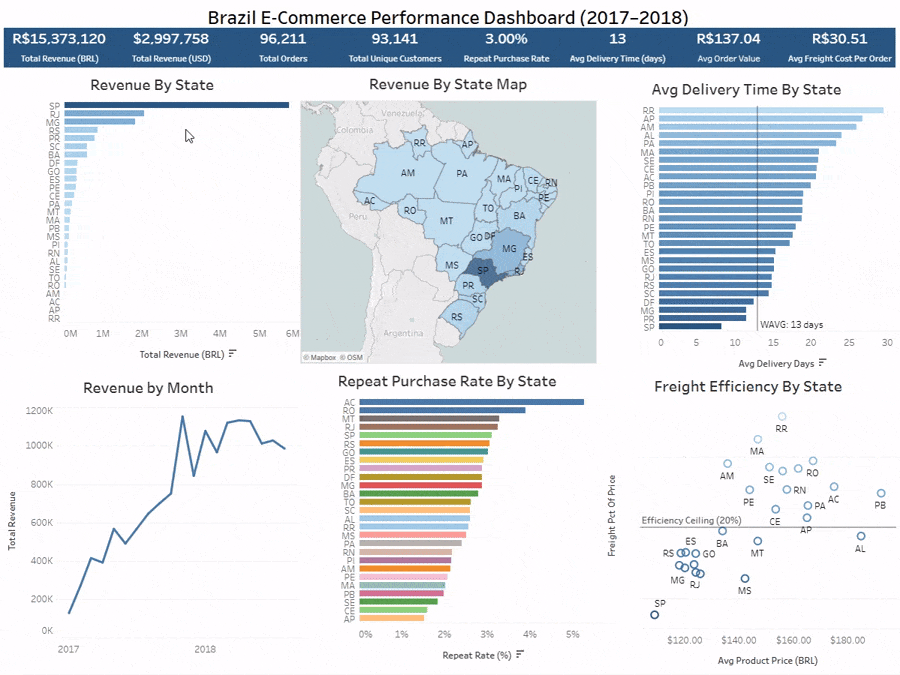 Brazil E-Commerce Performance Dashboard (2017–2018)
R$15,373,120 $2,997,758 96,211 93,141 3.00% 13 R$137.04 R$30.51
Total Revenue (BRL) Total Revenue (USD) Total Orders Total Unique Customers Repeat Purchase Rate Avg Delivery Time (days) Avg Order Value Avg Freight Cost Per Order
Revenue By State
SP
RJ
MG
RS
PR
SC
BA
DF
GO
ES
PE
CE
PA
MT
MA
PB
MS
PI
RN
AL
SE
TO
RO
AM
AC
AP
RR
0M 1M 2M 3M 4M 5M 6M
Total Revenue (BRL)
Revenue By State Map
Venezuela
Colombia
RR
AP
AM
PA
MA
CE
RN
PI
PE
AC
RO
TO
BA
MT
GO
DF
MG
ES
MS
SP
RJ
PR
SC
RS
Peru
Argentina
© Mapbox © OSM
Avg Delivery Time By State
RR
AP
AM
AL
PA
MA
SE
CE
AC
PB
PI
RO
BA
RN
PE
MT
TO
ES
MS
GO
RJ
RS
SC
DF
MG
PR
SP
WAVG: 13 days
0 5 10 15 20 25 30
Avg Delivery Days
Revenue by Month
1200K
1000K
800K
600K
400K
200K
0K
Total Revenue
2017 2018
Repeat Purchase Rate By State
AC
RO
MT
RJ
SP
RS
GO
ES
PR
DF
MG
BA
TO
SC
AL
RR
MS
PA
RN
PI
AM
PE
MA
PB
SE
CE
AP
0% 1% 2% 3% 4% 5%
Repeat Rate (%)
Freight Efficiency By State
Freight Pct Of Price
RR
MA
AM
SE
RO
PE
RN
AC
PB
PA
CE
AP
Efficiency Ceiling (20%)
BA
AL
ES
RS
GO
MT
MG
RJ
MS
SP
$120.00 $140.00 $160.00 $180.00
Avg Product Price (BRL)